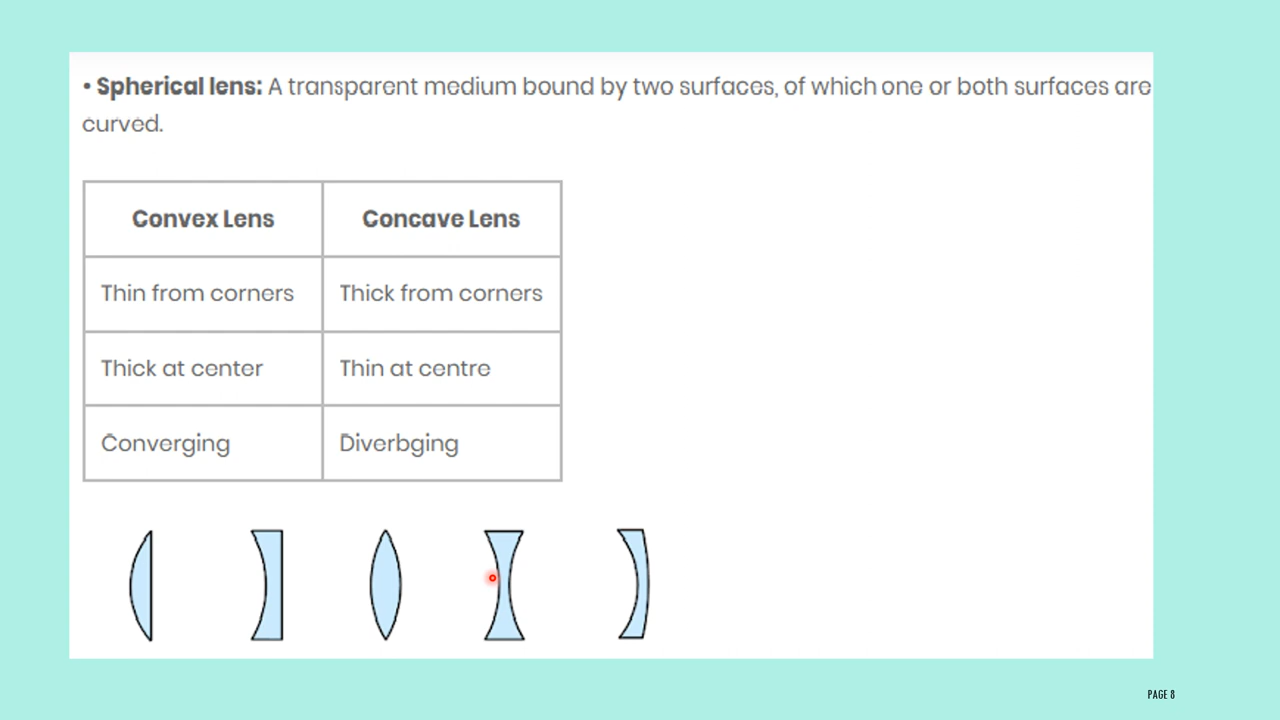 • Spherical lens: A transparent medium bound by two surfaces, of which one or both surfaces are
curved.
Convex Lens Concave Lens
Thin from corners Thick from corners
Thick at center Thin at centre
Converging Diverbging
PAGE 8